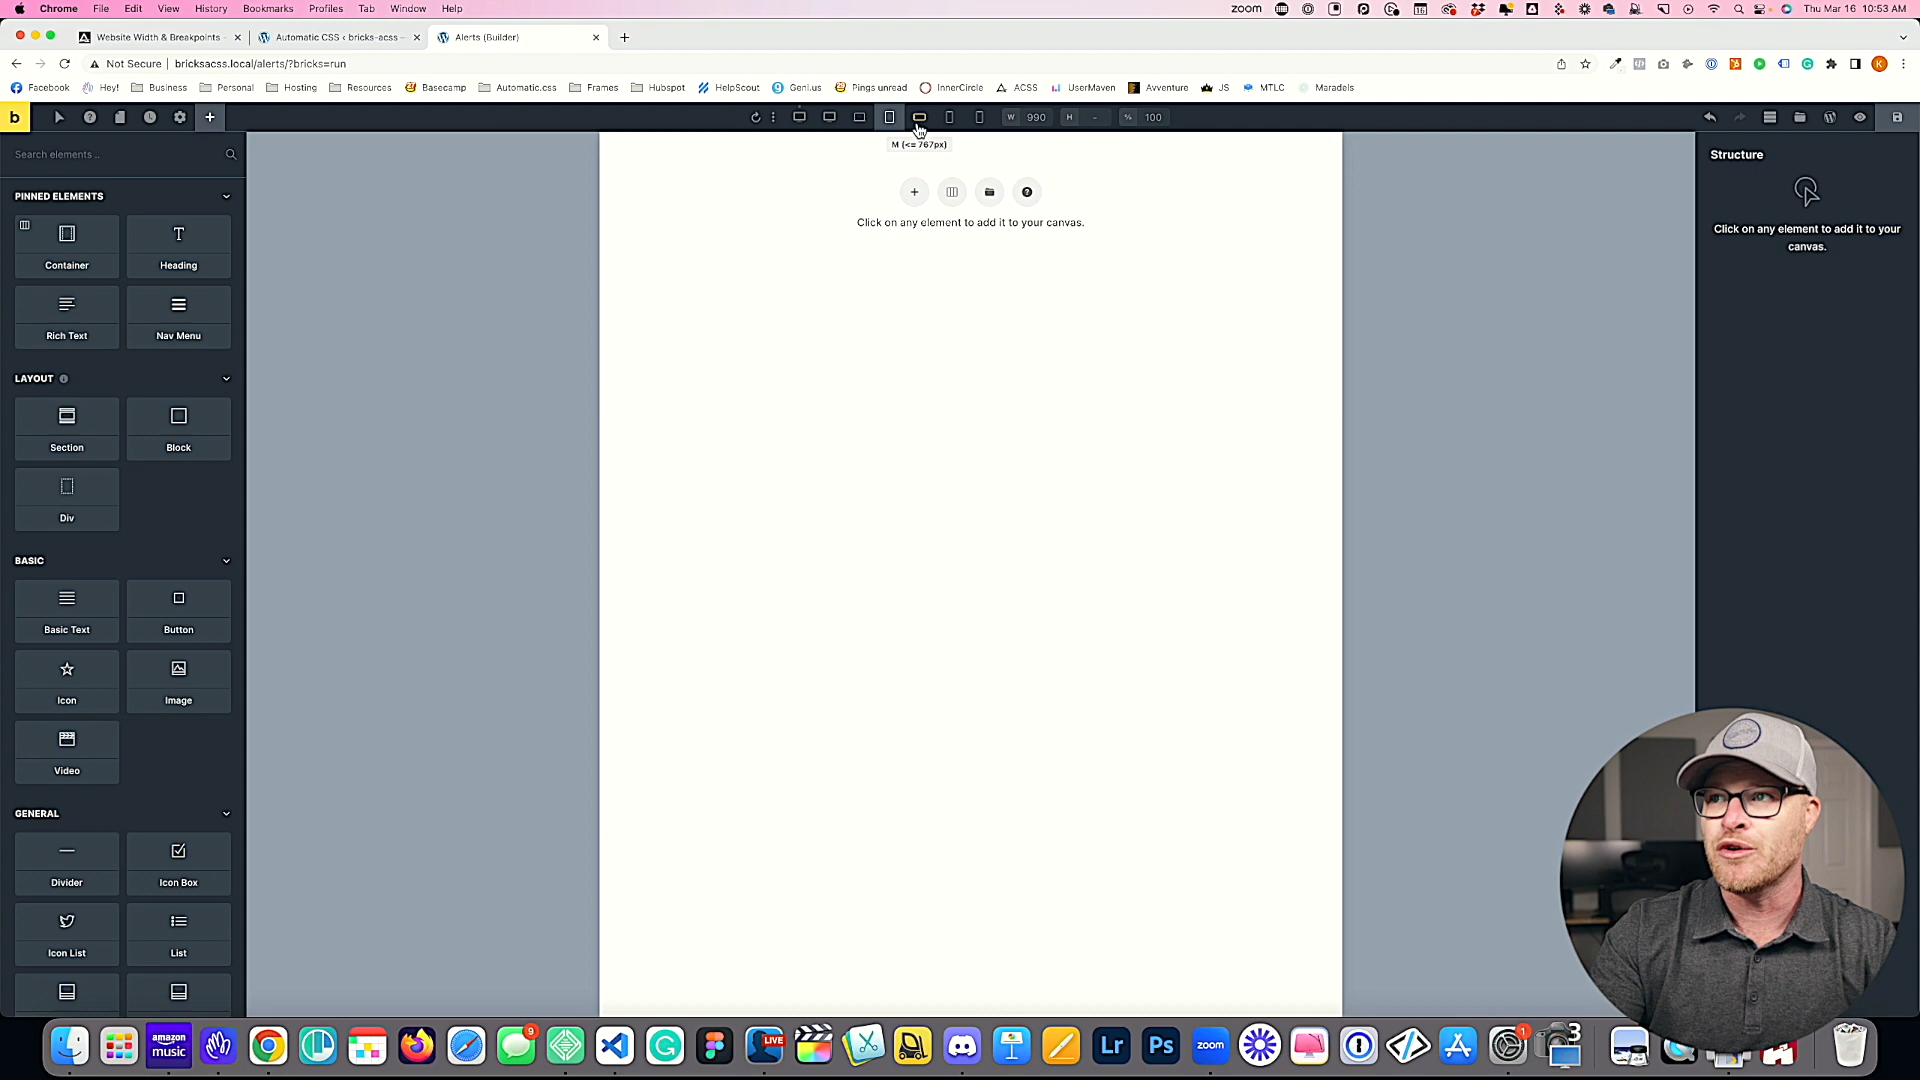 Chrome File Edit View History Bookmarks Profiles Tab Window Help
zoom Thu Mar 16 10:53 AM
Website Width & Breakpoints - Automatic CSS ‹ bricks-acss — Alerts (Builder)
Not Secure bricksacss.local/alerts/?bricks=run
Facebook Hey! Business Personal Hosting Resources Basecamp Automatic.css Frames Hubspot HelpScout Geni.us Pings unread InnerCircle ACSS UserMaven Avventure JS MTLC Maradels
b W 990 H - % 100
M (<= 767px)
Search elements ..
PINNED ELEMENTS
Container Heading
Rich Text Nav Menu
LAYOUT
Section Block
Div
BASIC
Basic Text Button
Icon Image
Video
GENERAL
Divider Icon Box
Icon List List
Click on any element to add it to your canvas.
Structure
Click on any element to add it to your
canvas.
amazon
music
9
LIVE
Lr
Ps
zoom
1
3